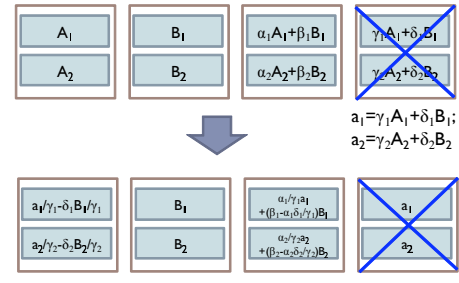 A₁ B₁ α₁A₁+β₁B₁ γ₁A₁+δ₁B₁
A₂ B₂ α₂A₂+β₂B₂ γ₂A₂+δ₂B₂
a₁=γ₁A₁+δ₁B₁;
a₂=γ₂A₂+δ₂B₂
a₁/γ₁-δ₁B₁/γ₁ B₁ α₁/γ₁a₁ a₁
+(β₁-α₁δ₁/γ₁)B₁
a₂/γ₂-δ₂B₂/γ₂ B₂ α₂/γ₂a₂ a₂
+(β₂-α₂δ₂/γ₂)B₂